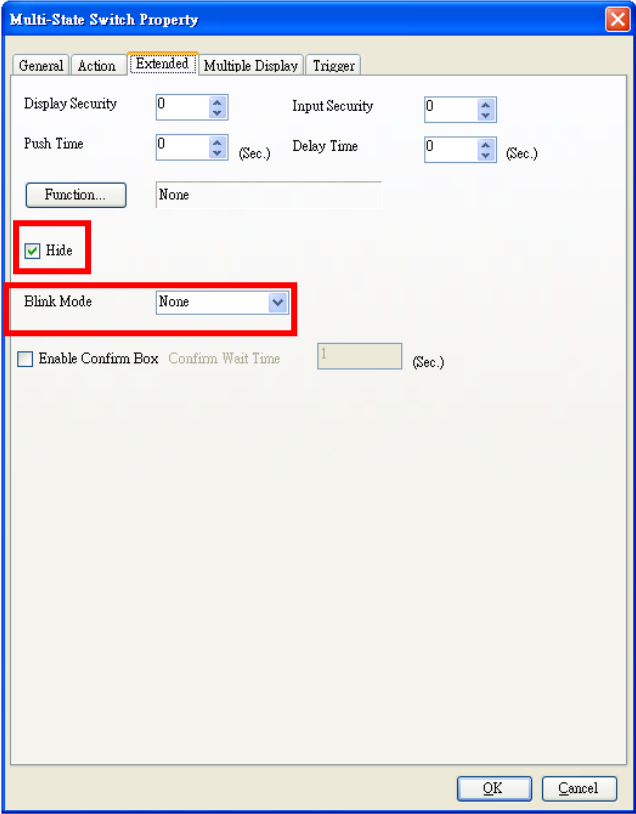 Multi-State Switch Property
General Action Extended Multiple Display Trigger
Display Security 0 Input Security 0
Push Time 0 (Sec.) Delay Time 0 (Sec.)
Function... None
Hide
Blink Mode None
Enable Confirm Box Confirm Wait Time 1 (Sec.)
OK Cancel